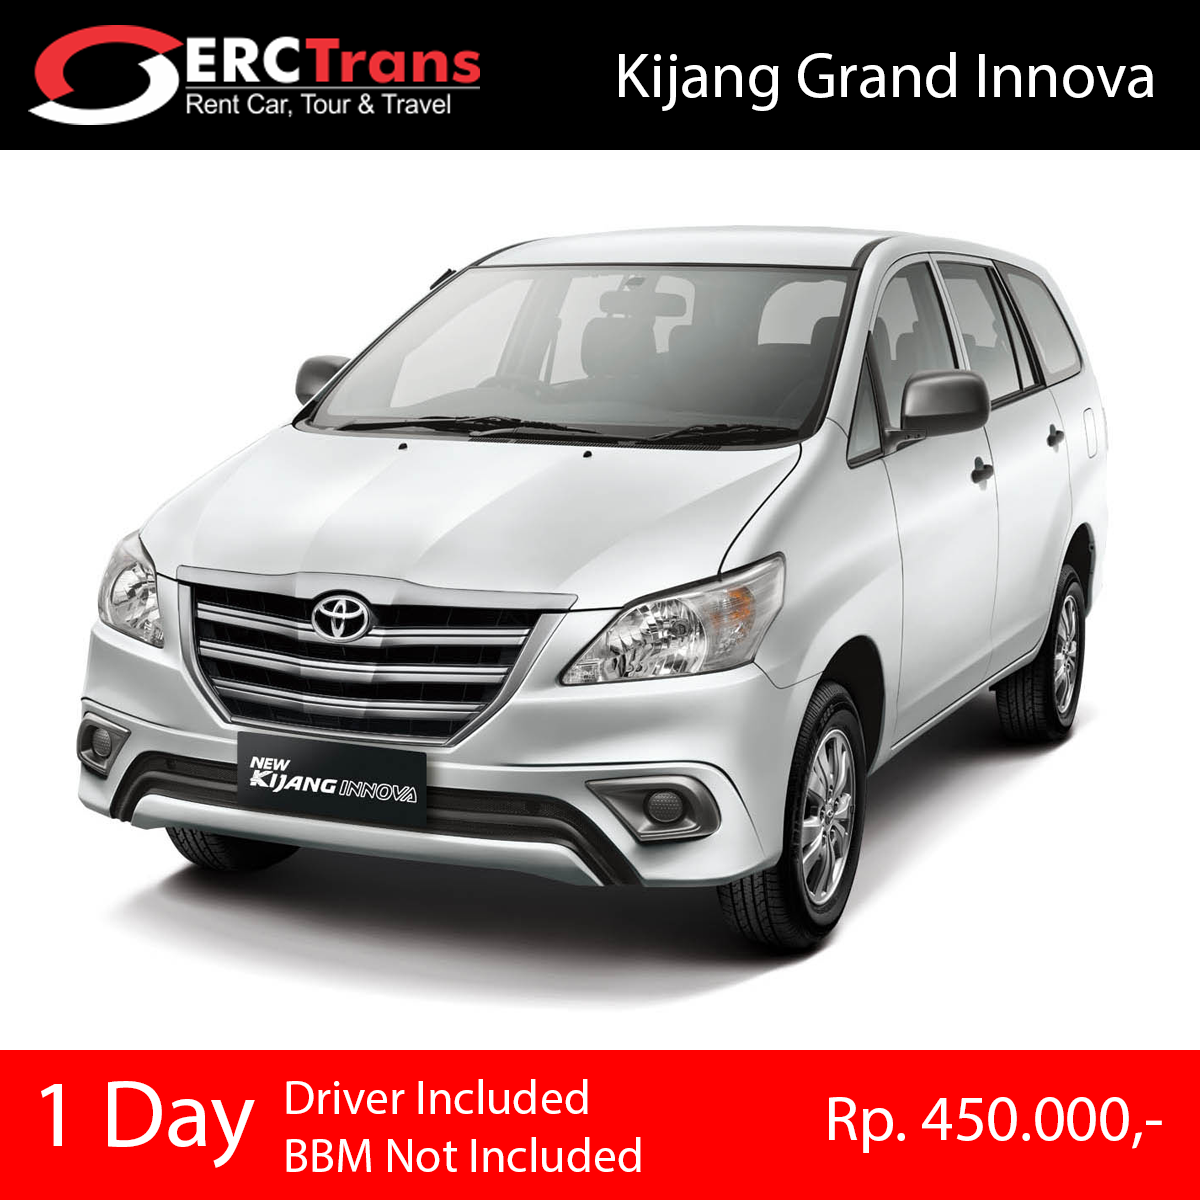 ERCTrans
Rent Car, Tour & Travel
Kijang Grand Innova
NEW
KIJANG INNOVA
1 Day
Driver Included
BBM Not Included
Rp. 450.000,-